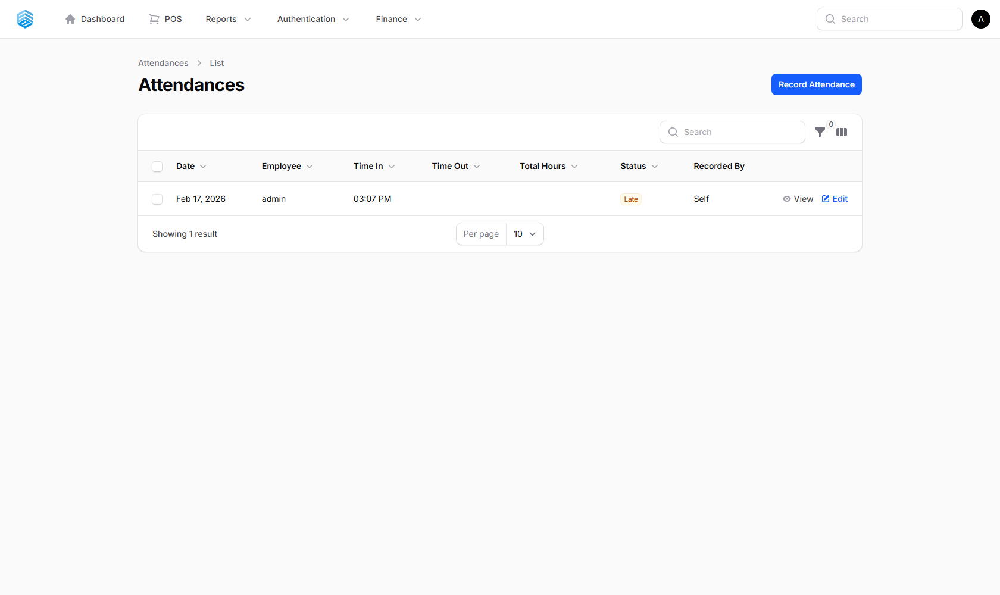 Dashboard POS Reports Authentication Finance Search A
Attendances List
Attendances
Record Attendance
Search 0
Date Employee Time In Time Out Total Hours Status Recorded By
Feb 17, 2026 admin 03:07 PM Late Self View Edit
Showing 1 result Per page 10